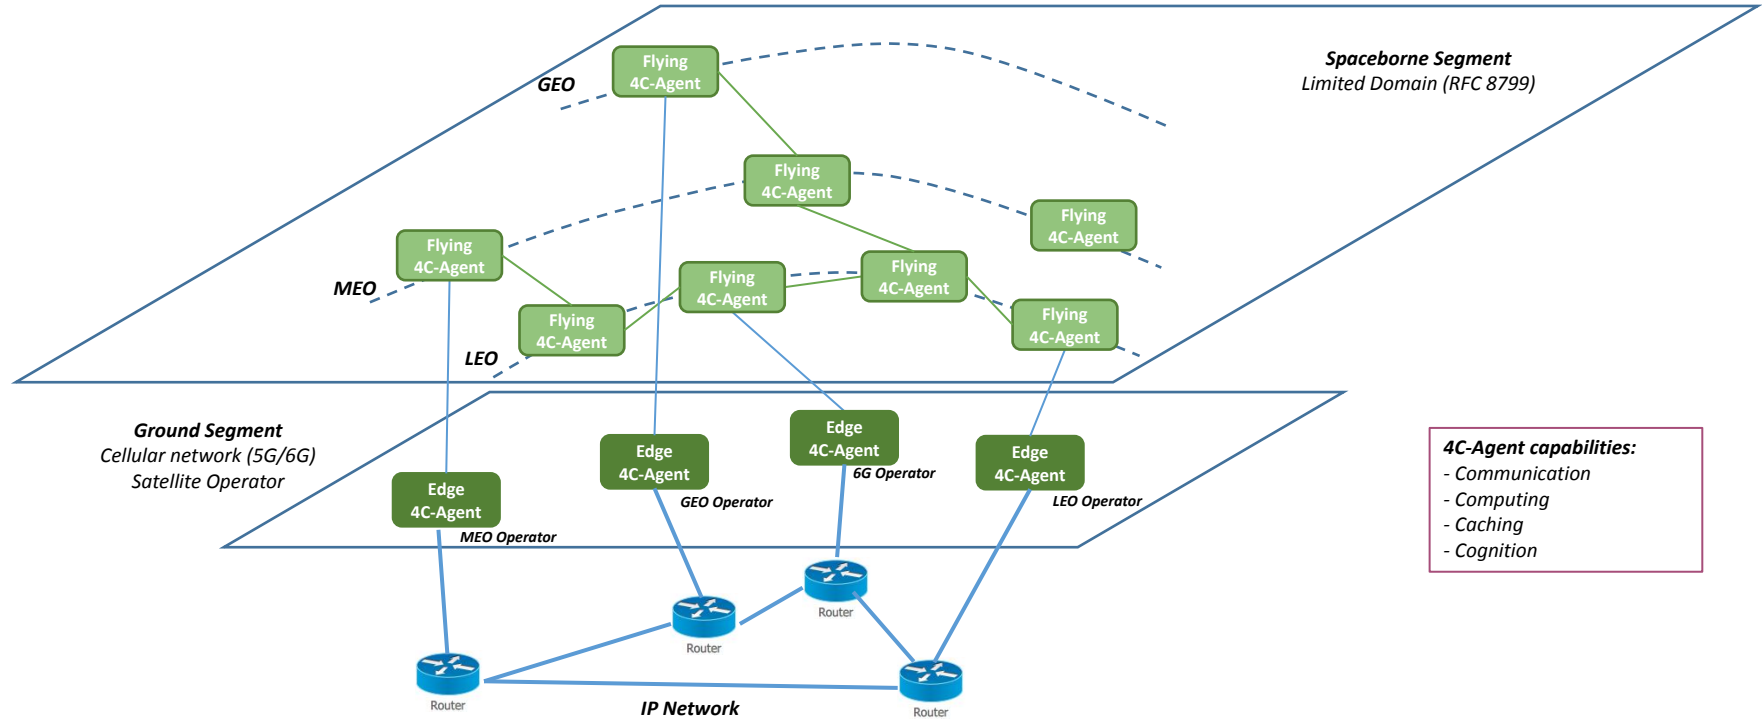 Spaceborne Segment
Limited Domain (RFC 8799)
Flying
4C-Agent
GEO
Flying
4C-Agent
Flying
4C-Agent
Flying
4C-Agent
MEO
Flying
4C-Agent
Flying
4C-Agent
Flying
4C-Agent
Flying
4C-Agent
LEO
Ground Segment
Cellular network (5G/6G)
Satellite Operator
Edge
4C-Agent
6G Operator
Edge
4C-Agent
GEO Operator
Edge
4C-Agent
LEO Operator
Edge
4C-Agent
MEO Operator
4C-Agent capabilities:
- Communication
- Computing
- Caching
- Cognition
Router
Router
Router
Router
IP Network